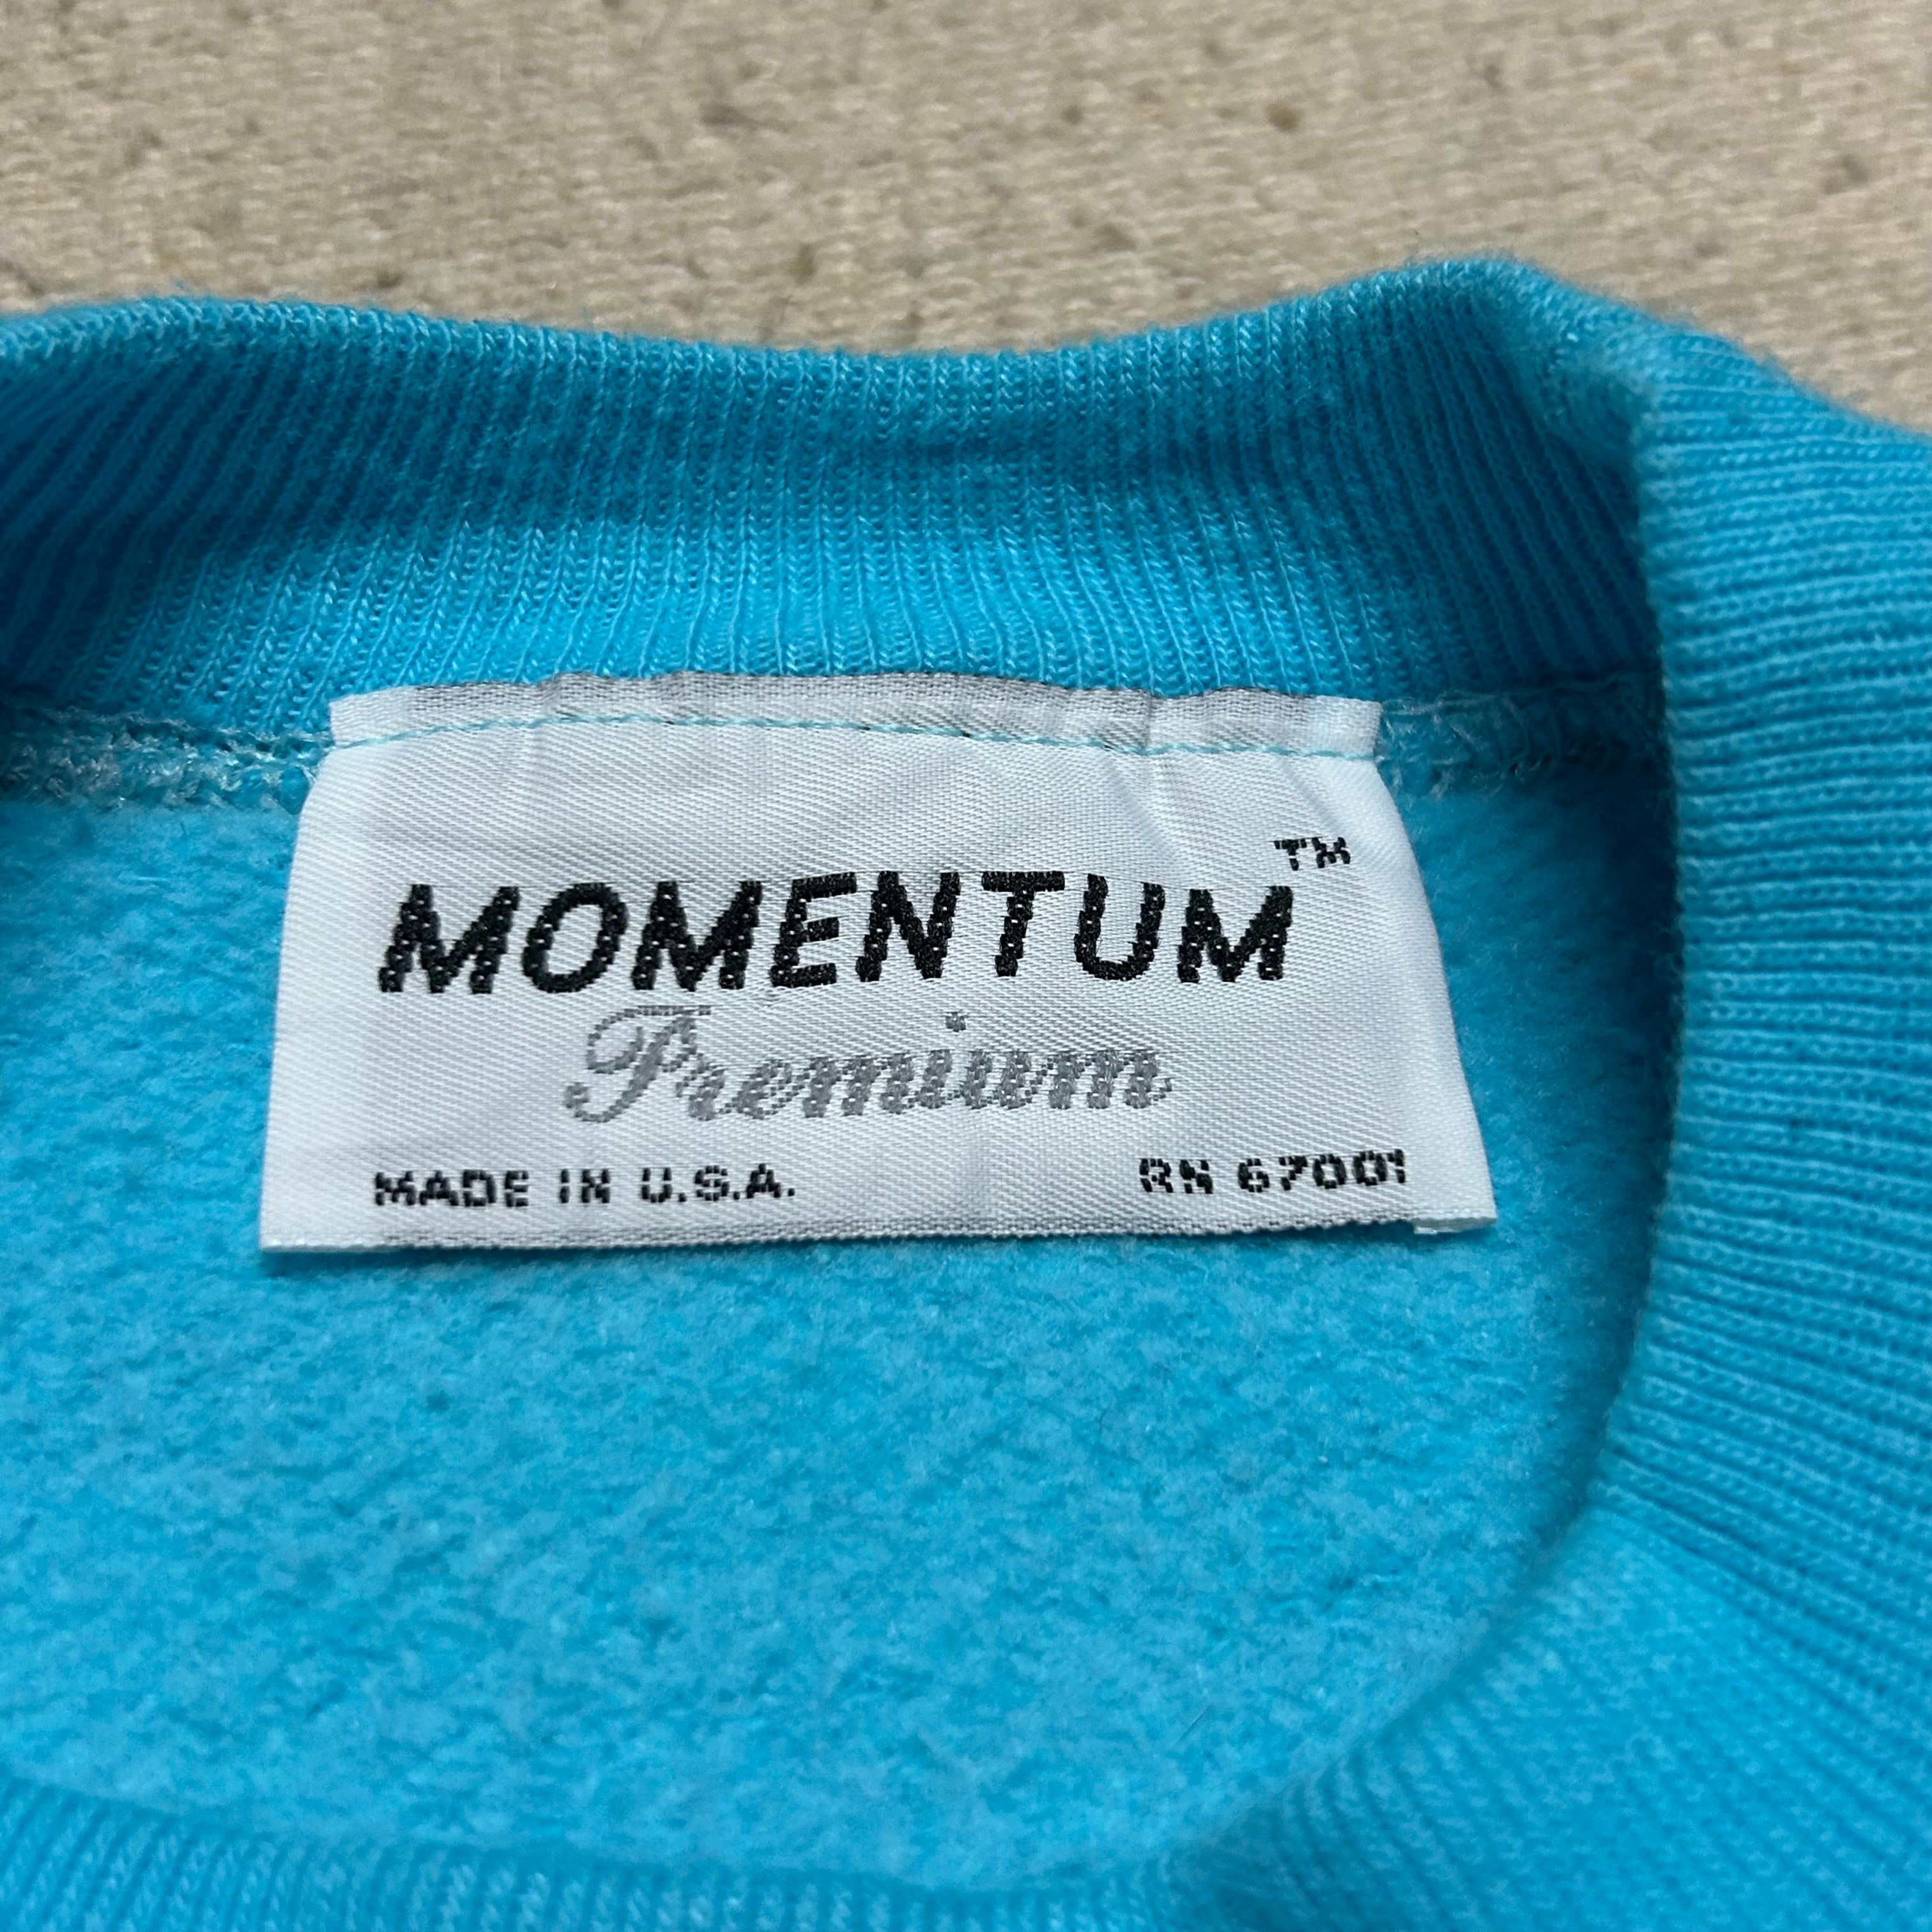 MOMENTUM™
Premium
MADE IN U.S.A. RN 67001